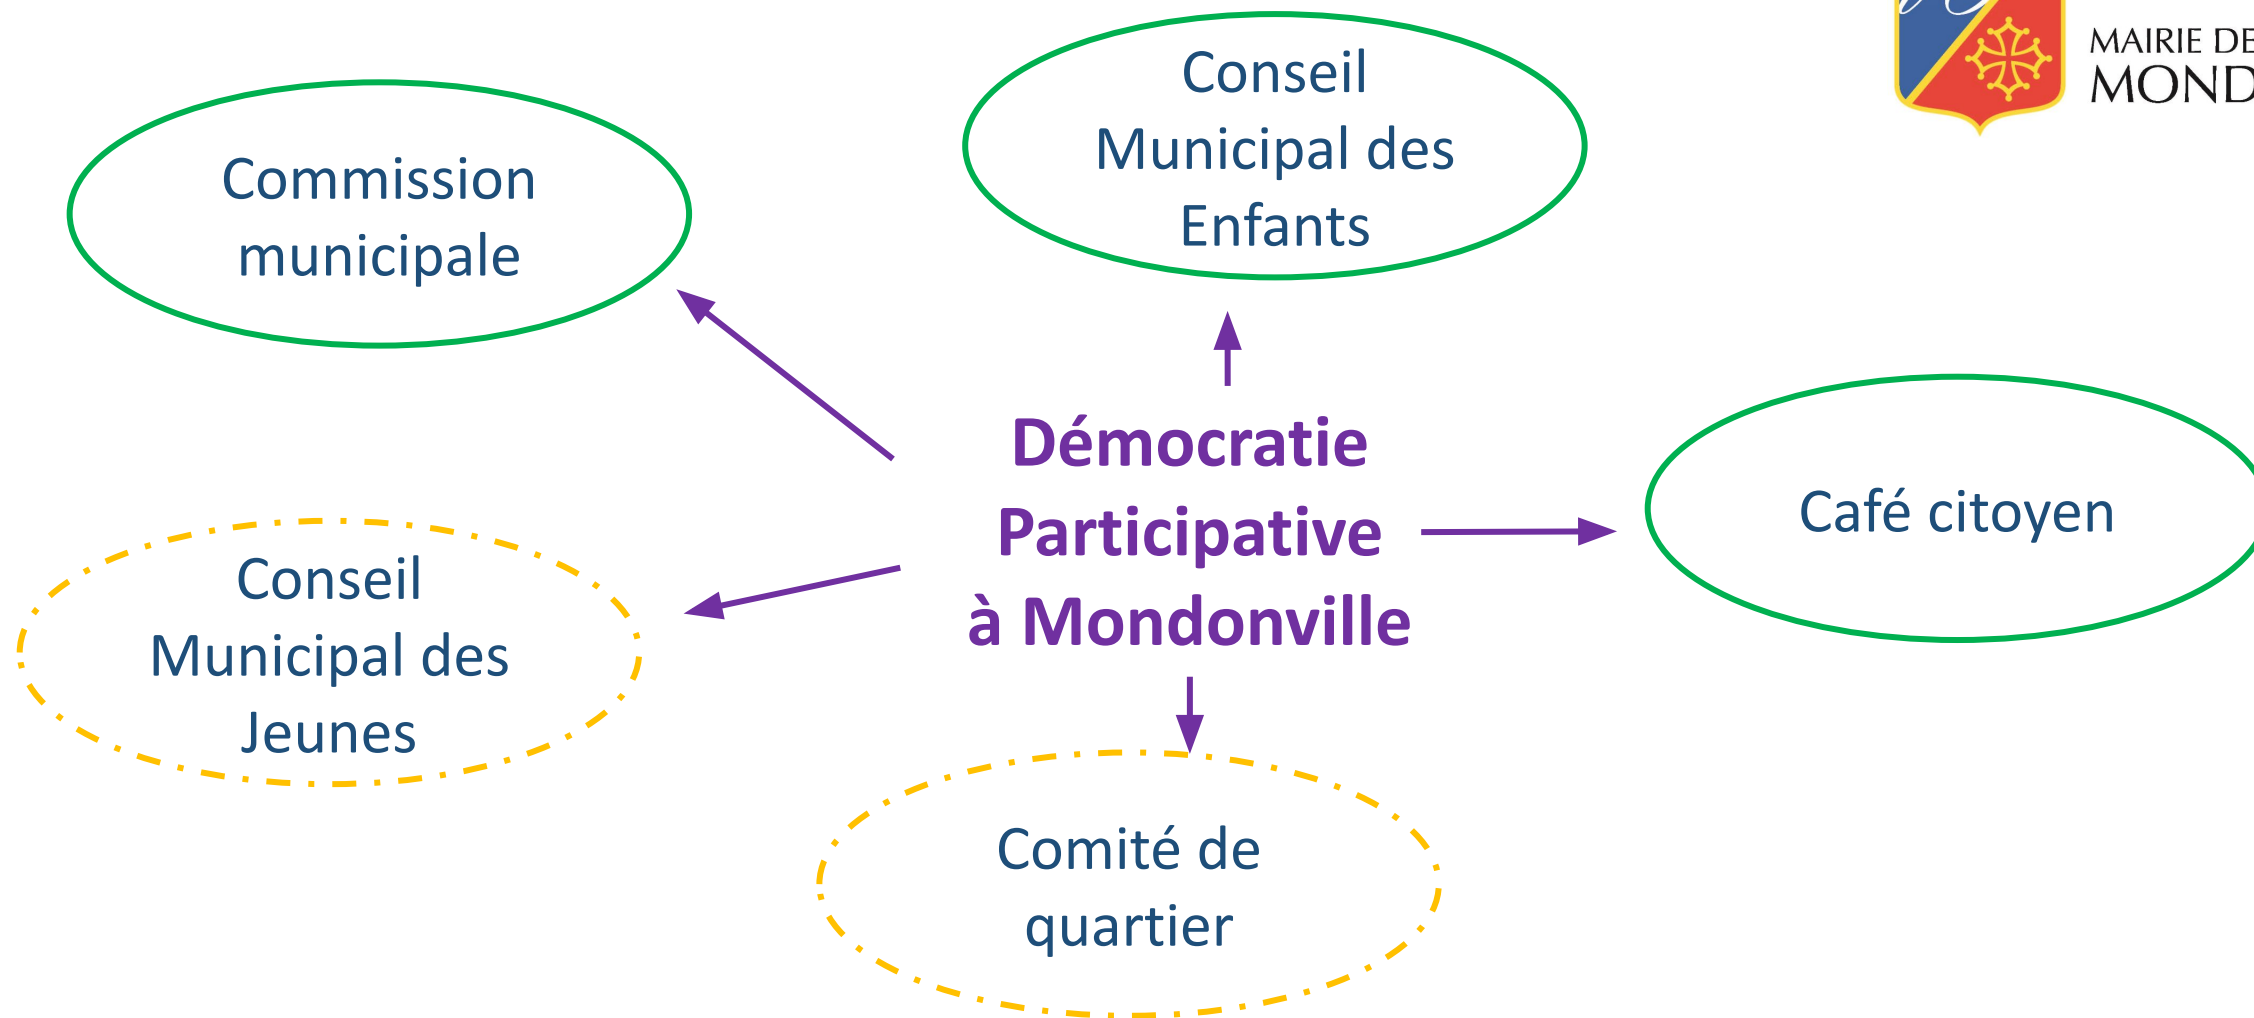 Conseil
Municipal des
Enfants
MAIRIE DE
MOND
Commission
municipale
Démocratie
Participative
à Mondonville
Café citoyen
Conseil
Municipal des
Jeunes
Comité de
quartier